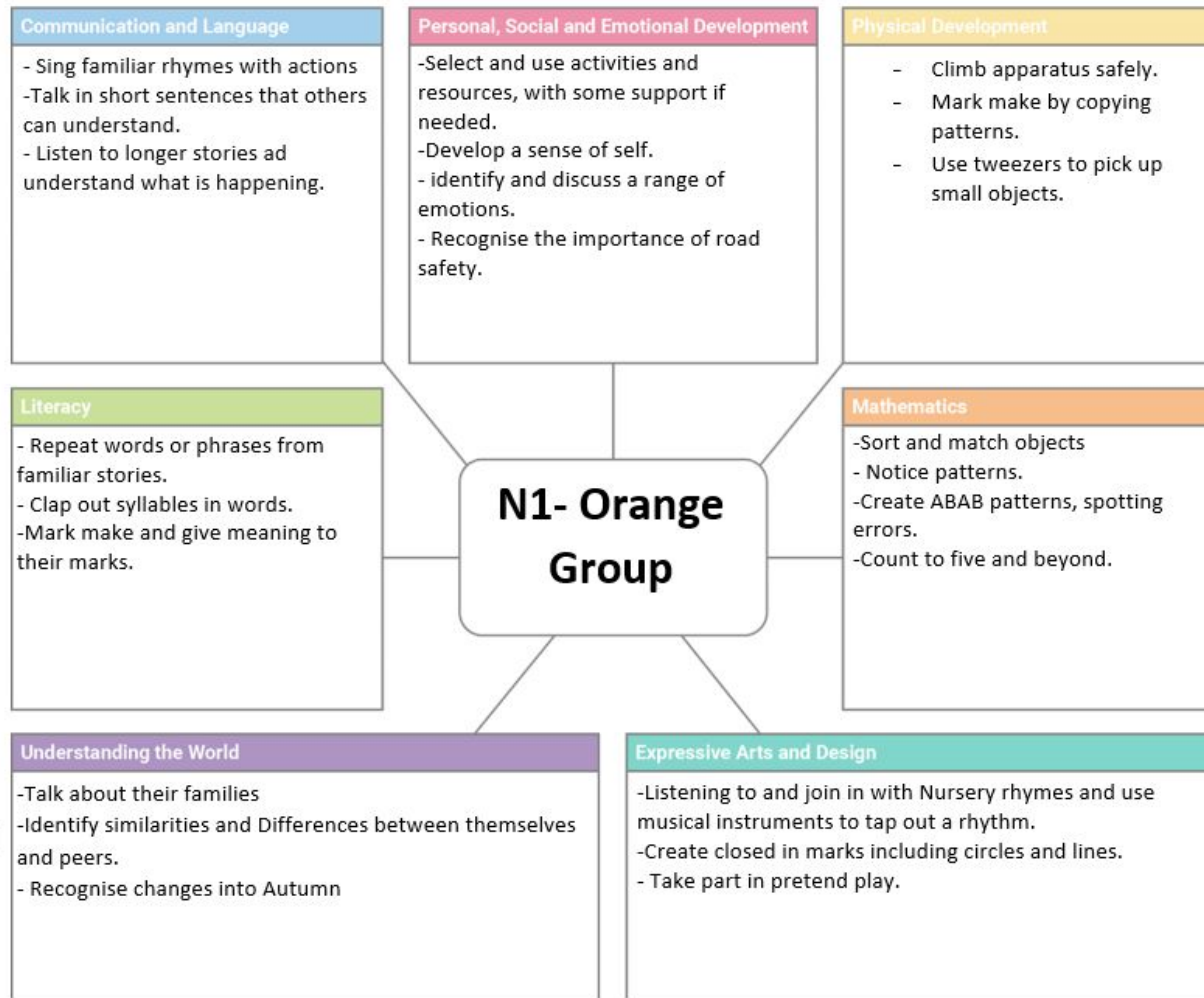 Communication and Language
- Sing familiar rhymes with actions
-Talk in short sentences that others
can understand.
- Listen to longer stories ad
understand what is happening.
Personal, Social and Emotional Development
-Select and use activities and
resources, with some support if
needed.
-Develop a sense of self.
- identify and discuss a range of
emotions.
- Recognise the importance of road
safety.
Physical Development
- Climb apparatus safely.
- Mark make by copying
patterns.
- Use tweezers to pick up
small objects.
Literacy
- Repeat words or phrases from
familiar stories.
- Clap out syllables in words.
-Mark make and give meaning to
their marks.
N1- Orange
Group
Mathematics
-Sort and match objects
- Notice patterns.
-Create ABAB patterns, spotting
errors.
-Count to five and beyond.
Understanding the World
-Talk about their families
-Identify similarities and Differences between themselves
and peers.
- Recognise changes into Autumn
Expressive Arts and Design
-Listening to and join in with Nursery rhymes and use
musical instruments to tap out a rhythm.
-Create closed in marks including circles and lines.
- Take part in pretend play.